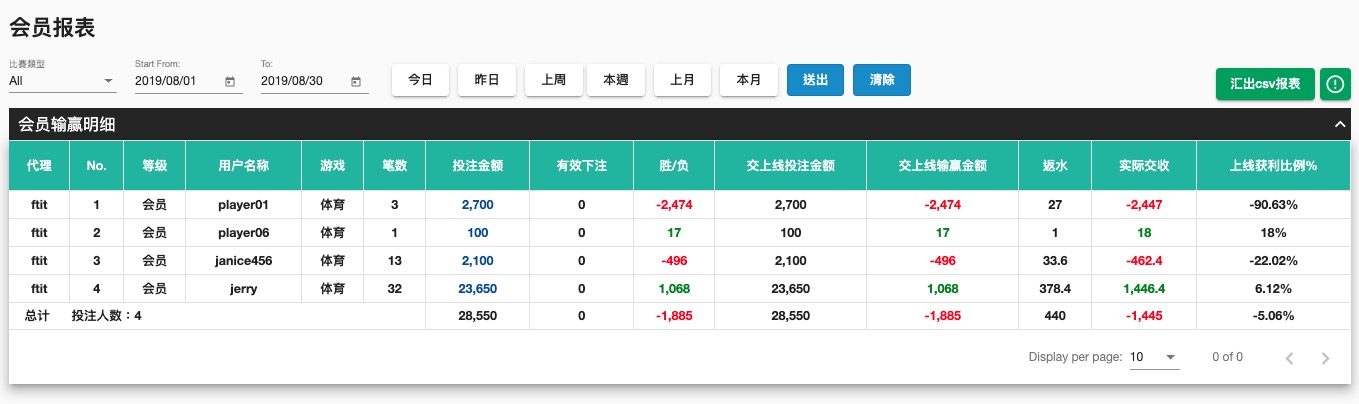 会员报表
比賽類型 Start From: To:
All 2019/08/01 2019/08/30 今日 昨日 上周 本週 上月 本月 送出 清除 汇出csv报表
会员输赢明细
代理 No. 等级 用户名称 游戏 笔数 投注金额 有效下注 胜/负 交上线投注金额 交上线输赢金额 返水 实际交收 上线获利比例%
ftit 1 会员 player01 体育 3 2,700 0 -2,474 2,700 -2,474 27 -2,447 -90.63%
ftit 2 会员 player06 体育 1 100 0 17 100 17 1 18 18%
ftit 3 会员 janice456 体育 13 2,100 0 -496 2,100 -496 33.6 -462.4 -22.02%
ftit 4 会员 jerry 体育 32 23,650 0 1,068 23,650 1,068 378.4 1,446.4 6.12%
总计 投注人数：4 28,550 0 -1,885 28,550 -1,885 440 -1,445 -5.06%
Display per page: 10 0 of 0